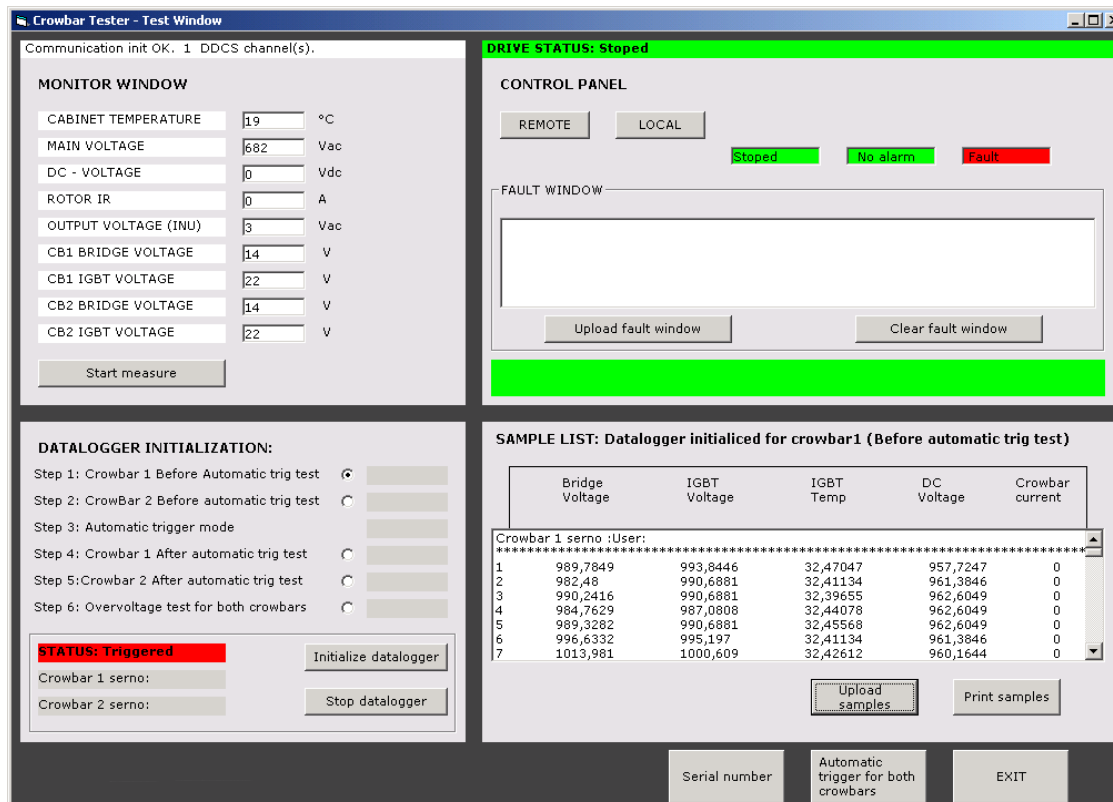 Crowbar Tester - Test Window
Communication init OK. 1 DDCS channel(s).
MONITOR WINDOW
CABINET TEMPERATURE 19 °C
MAIN VOLTAGE 682 Vac
DC - VOLTAGE 0 Vdc
ROTOR IR 0 A
OUTPUT VOLTAGE (INU) 3 Vac
CB1 BRIDGE VOLTAGE 14 V
CB1 IGBT VOLTAGE 22 V
CB2 BRIDGE VOLTAGE 14 V
CB2 IGBT VOLTAGE 22 V
Start measure
DRIVE STATUS: Stoped
CONTROL PANEL
REMOTE LOCAL
Stoped No alarm Fault
FAULT WINDOW
Upload fault window Clear fault window
DATALOGGER INITIALIZATION:
Step 1: Crowbar 1 Before Automatic trig test
Step 2: CrowBar 2 Before automatic trig test
Step 3: Automatic trigger mode
Step 4: Crowbar 1 After automatic trig test
Step 5:Crowbar 2 After automatic trig test
Step 6: Overvoltage test for both crowbars
STATUS: Triggered
Crowbar 1 serno:
Crowbar 2 serno:
Initialize datalogger
Stop datalogger
SAMPLE LIST: Datalogger initialiced for crowbar1 (Before automatic trig test)
Bridge IGBT IGBT DC Crowbar
Voltage Voltage Temp Voltage current
Crowbar 1 serno :User:
************************************************************************************
1 989,7849 993,8446 32,47047 957,7247 0
2 982,48 990,6881 32,41134 961,3846 0
3 990,2416 990,6881 32,39655 962,6049 0
4 984,7629 987,0808 32,44078 962,6049 0
5 989,3282 990,6881 32,45568 962,6049 0
6 996,6332 995,197 32,41134 961,3846 0
7 1013,981 1000,609 32,42612 960,1644 0
Upload
samples
Print samples
Serial number
Automatic
trigger for both
crowbars
EXIT